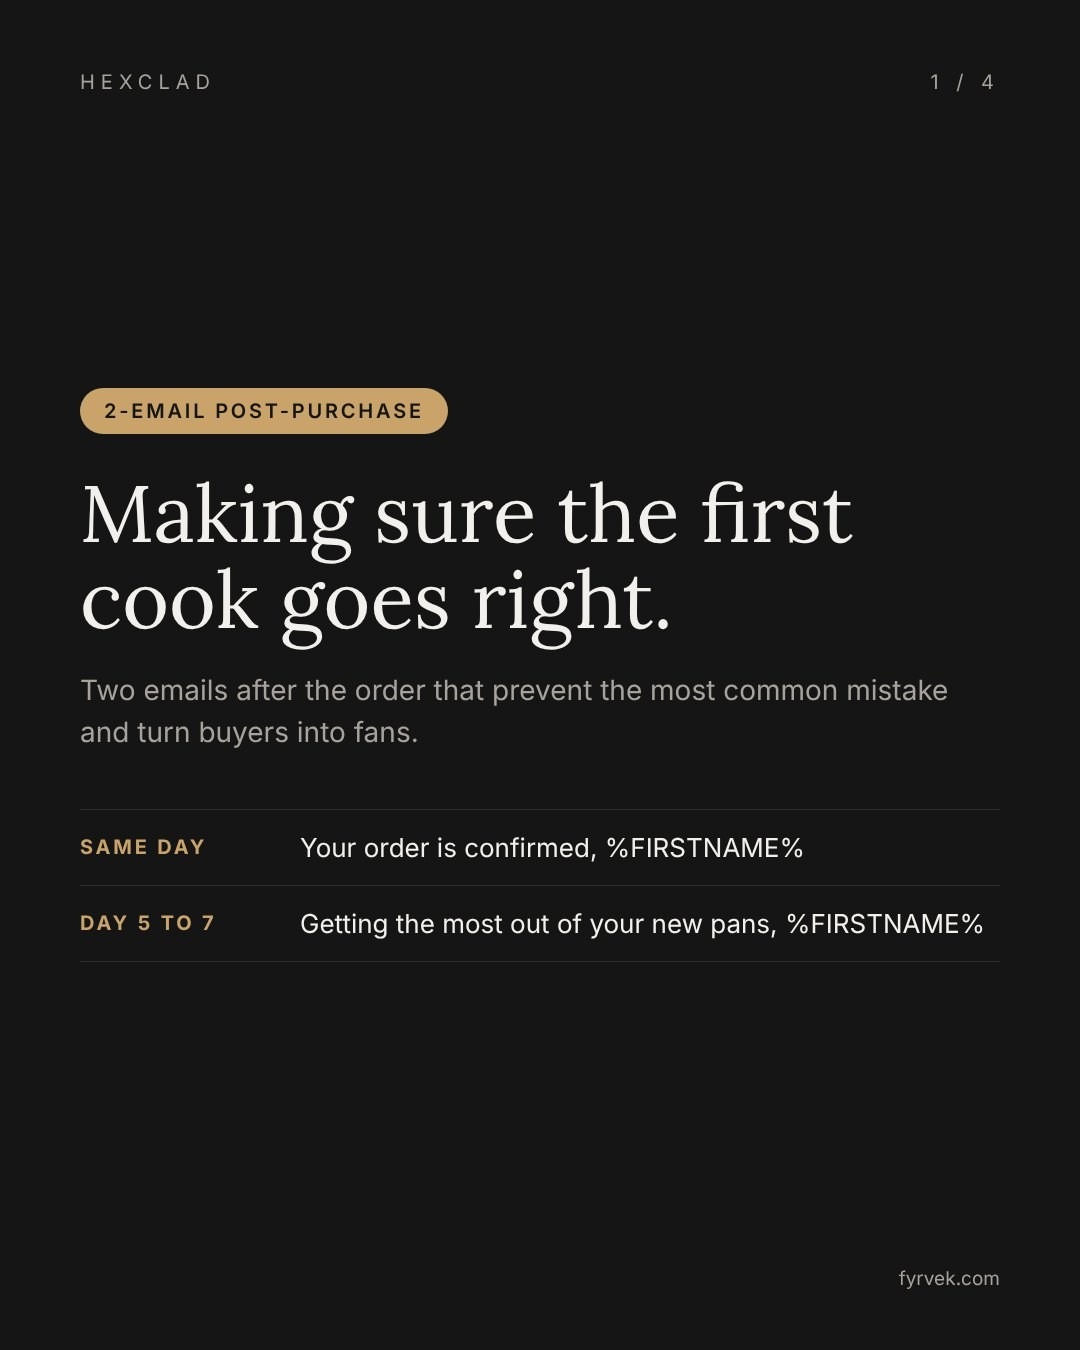 HEXCLAD
1 / 4
2-EMAIL POST-PURCHASE
Making sure the first
cook goes right.
Two emails after the order that prevent the most common mistake
and turn buyers into fans.
SAME DAY Your order is confirmed, %FIRSTNAME%
DAY 5 TO 7 Getting the most out of your new pans, %FIRSTNAME%
fyrvek.com